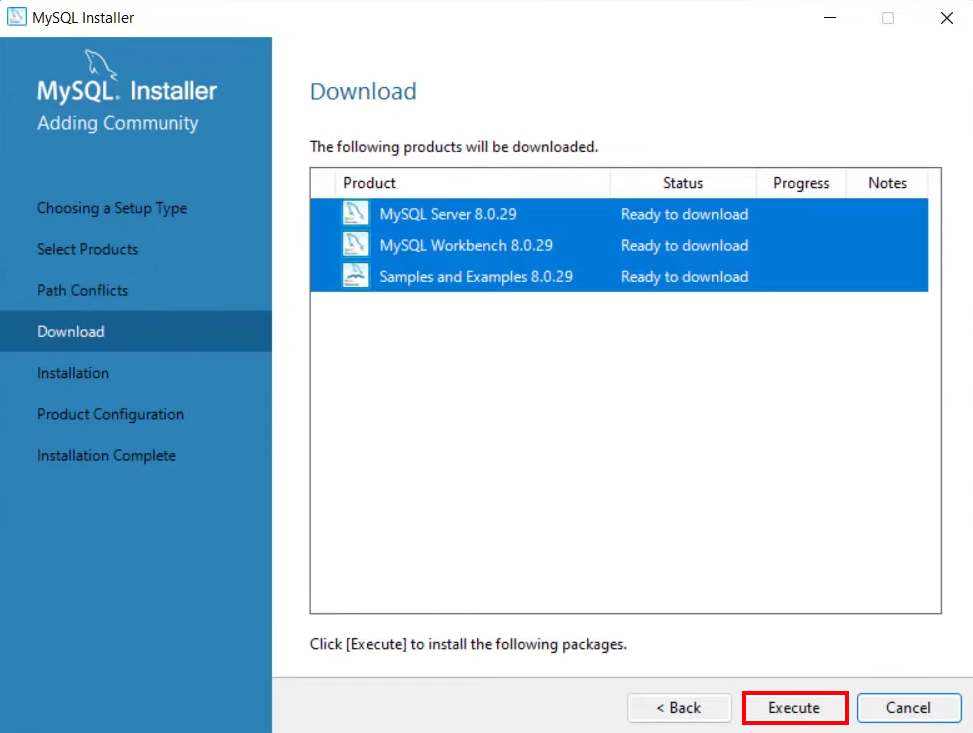 MySQL Installer
MySQL. Installer
Adding Community
Choosing a Setup Type
Select Products
Path Conflicts
Download
Installation
Product Configuration
Installation Complete
Download
The following products will be downloaded.
Product Status Progress Notes
MySQL Server 8.0.29 Ready to download
MySQL Workbench 8.0.29 Ready to download
Samples and Examples 8.0.29 Ready to download
Click [Execute] to install the following packages.
< Back Execute Cancel